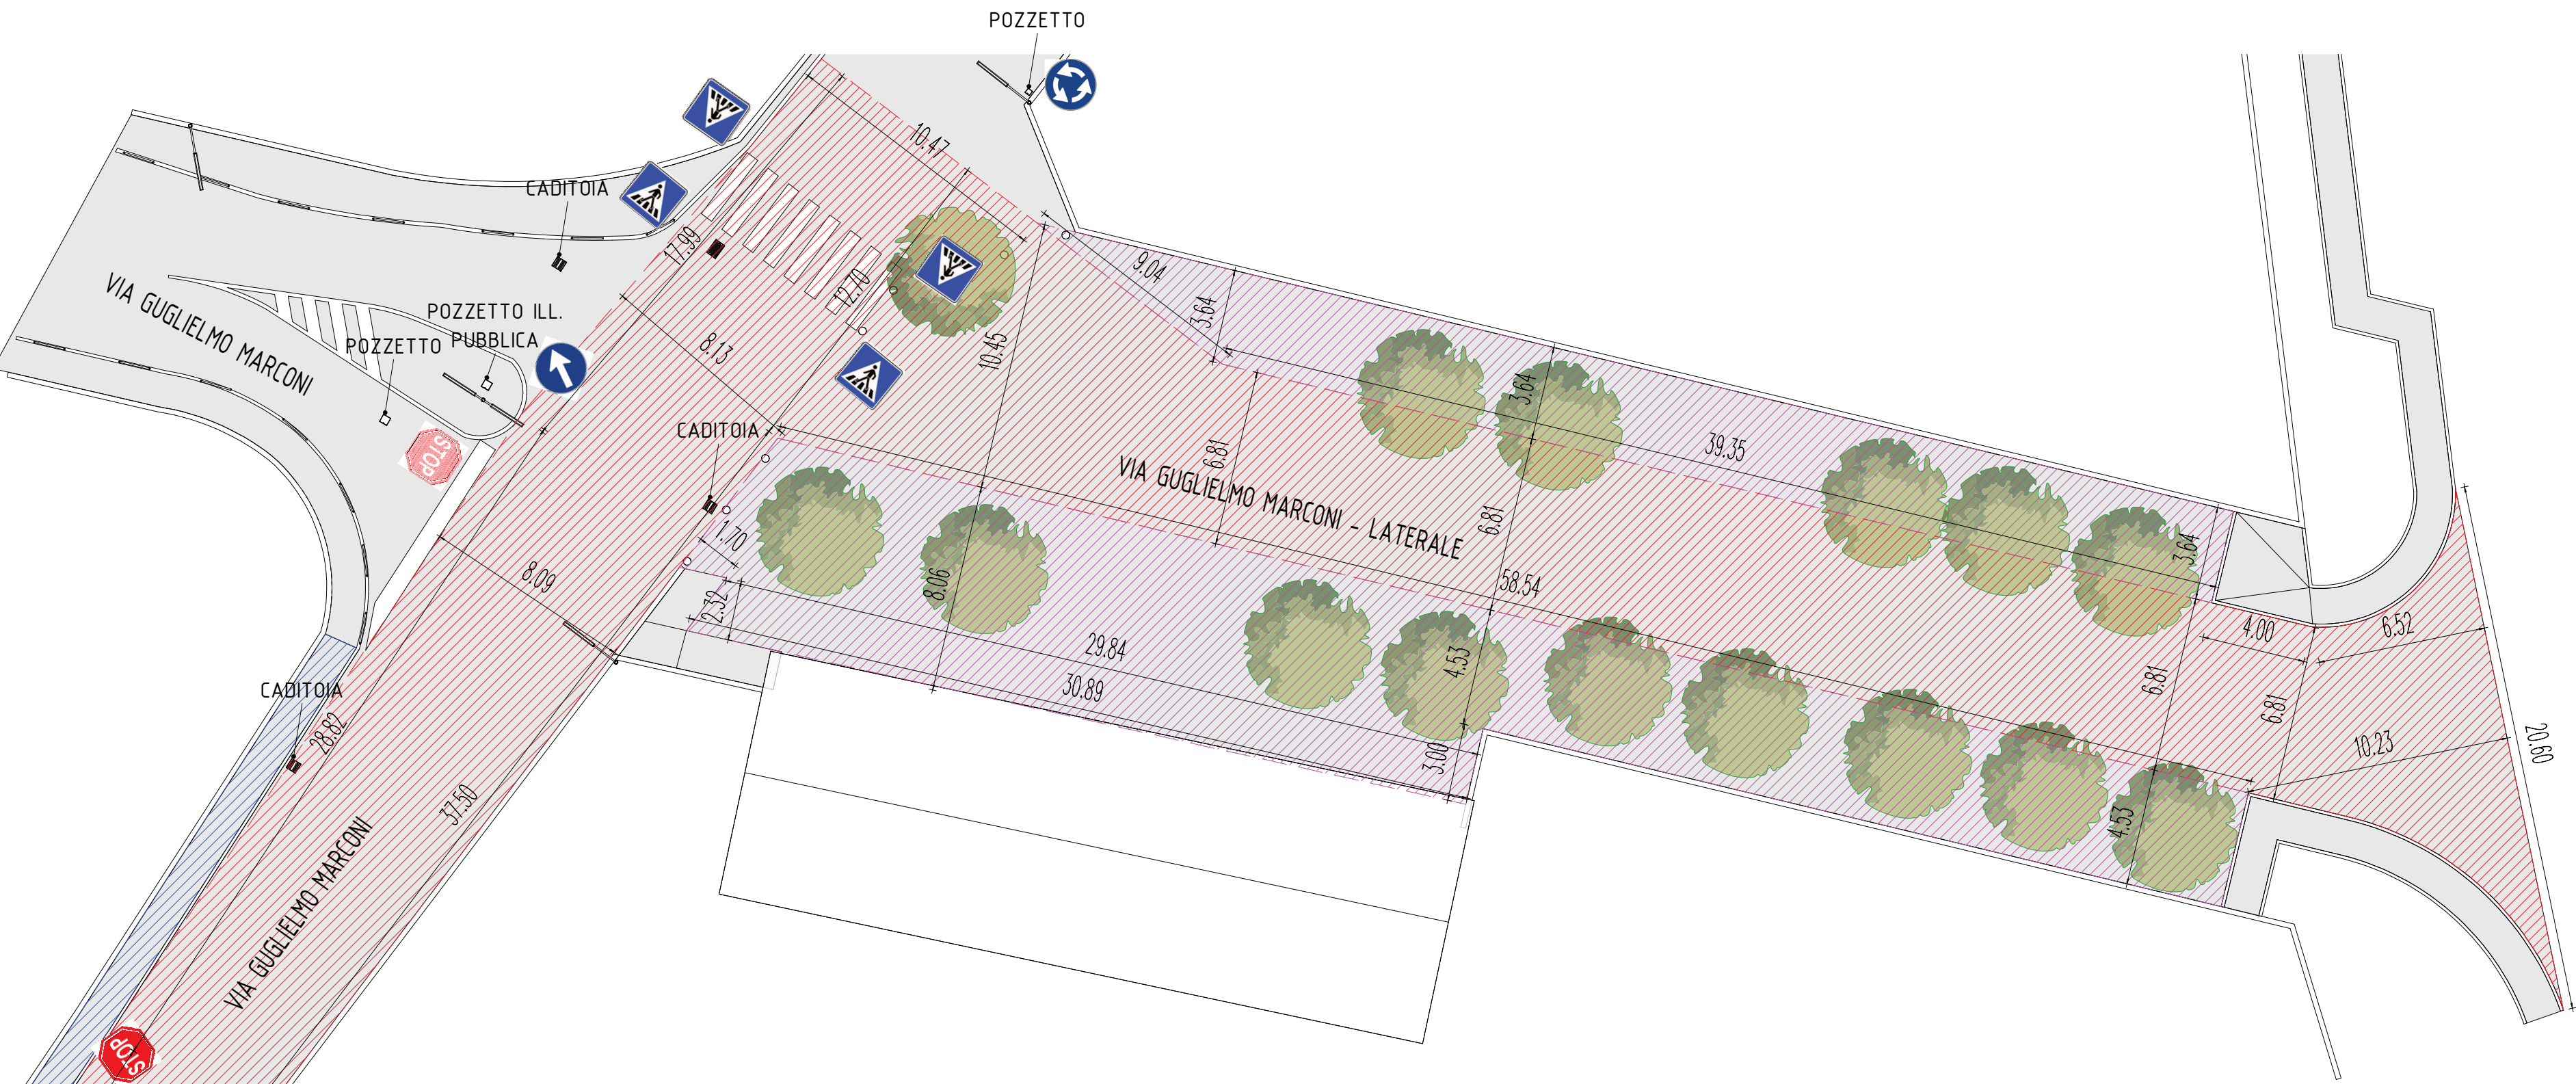 POZZETTO
10.47
CADITOIA
17.99
9.04
12.70
3.64
VIA GUGLIELMO MARCONI
POZZETTO ILL.
PUBBLICA
POZZETTO
8.13
10.45
3.64
CADITOIA
6.81
39.35
STOP
VIA GUGLIELMO MARCONI - LATERALE
6.81
1.70
3.64
8.09
8.06
58.54
2.32
4.00
6.52
29.84
4.53
30.89
6.81
6.81
CADITOIA
28.82
3.00
10.23
20.60
37.50
4.53
VIA GUGLIELMO MARCONI
STOP